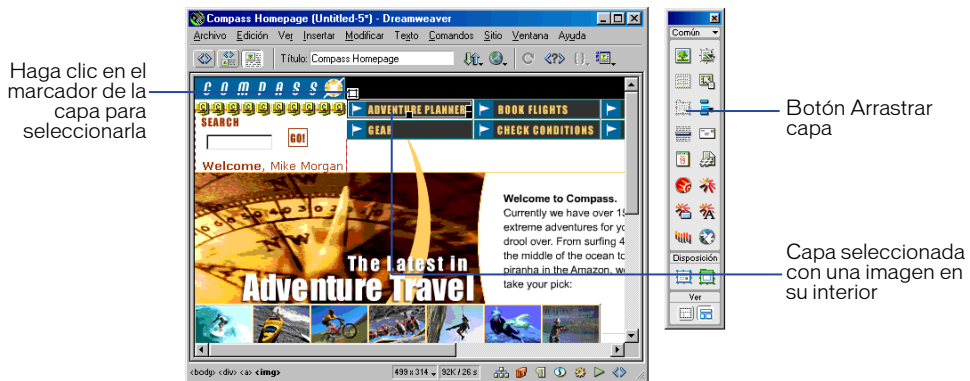 Compass Homepage (Untitled-5*) - Dreamweaver
Archivo Edición Ver Insertar Modificar Texto Comandos Sitio Ventana Ayuda
Título: Compass Homepage
Haga clic en el
marcador de la
capa para
seleccionarla
COMPASS
ADVENTURE PLANNER
BOOK FLIGHTS
GEAR
CHECK CONDITIONS
SEARCH
GO!
Welcome, Mike Morgan
Welcome to Compass.
Currently we have over 15
extreme adventures for yo
drool over. From surfing 4
the middle of the ocean to
piranha in the Amazon, we
take your pick:
The Latest in
Adventure Travel
<body> <div> <a> <img>
499 x 314 92K / 26 s
Común
Disposición
Ver
Botón Arrastrar
capa
Capa seleccionada
con una imagen en
su interior